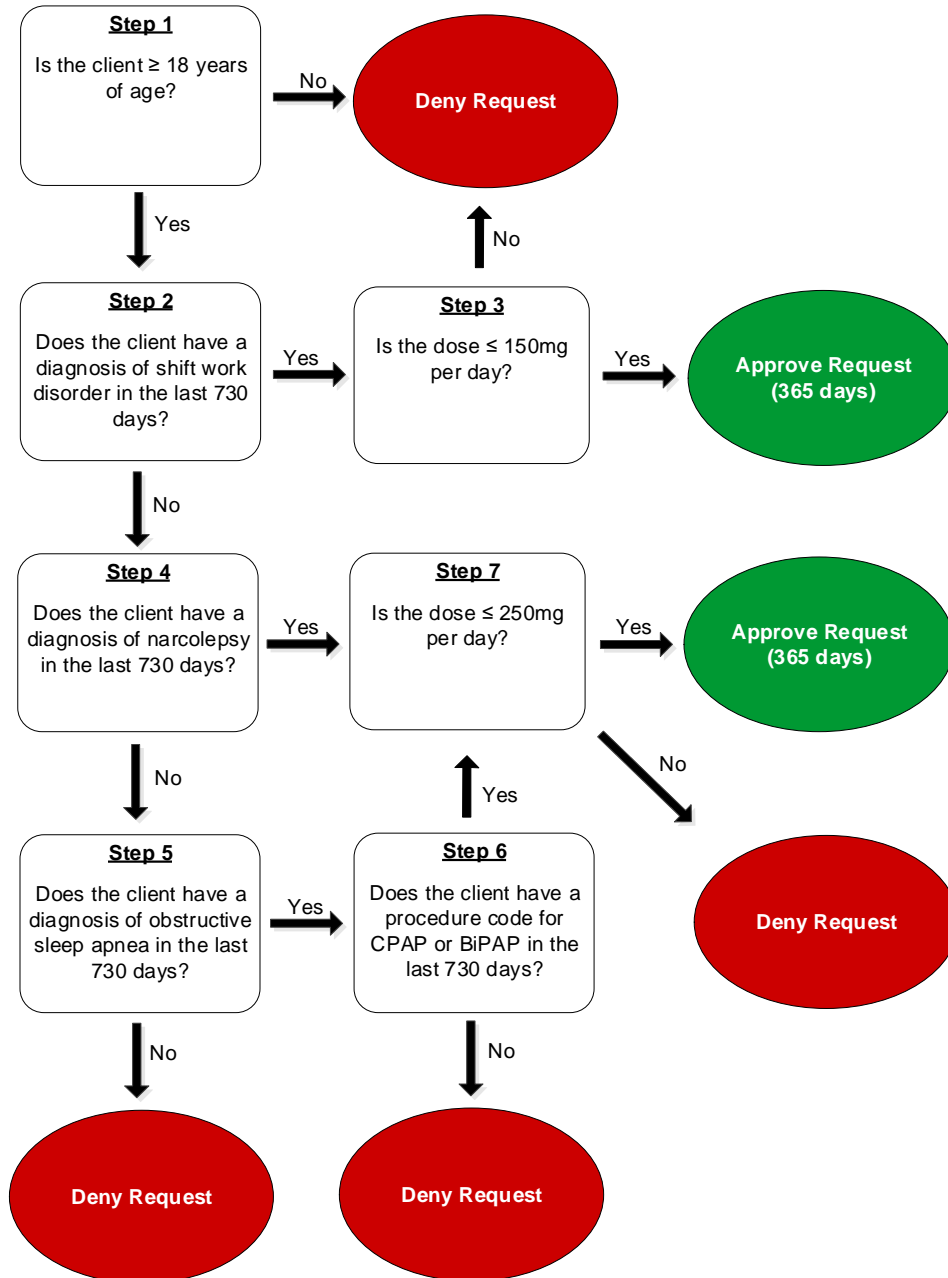 Step 1
Is the client ≥ 18 years
of age?
No
Deny Request
Yes
No
Step 2
Does the client have a
diagnosis of shift work
disorder in the last 730
days?
Yes
Step 3
Is the dose ≤ 150mg
per day?
Yes
Approve Request
(365 days)
No
Step 4
Does the client have a
diagnosis of narcolepsy
in the last 730 days?
Yes
Step 7
Is the dose ≤ 250mg
per day?
Yes
Approve Request
(365 days)
No
No
Yes
Step 5
Does the client have a
diagnosis of obstructive
sleep apnea in the last
730 days?
Yes
Step 6
Does the client have a
procedure code for
CPAP or BiPAP in the
last 730 days?
Deny Request
No
No
Deny Request
Deny Request